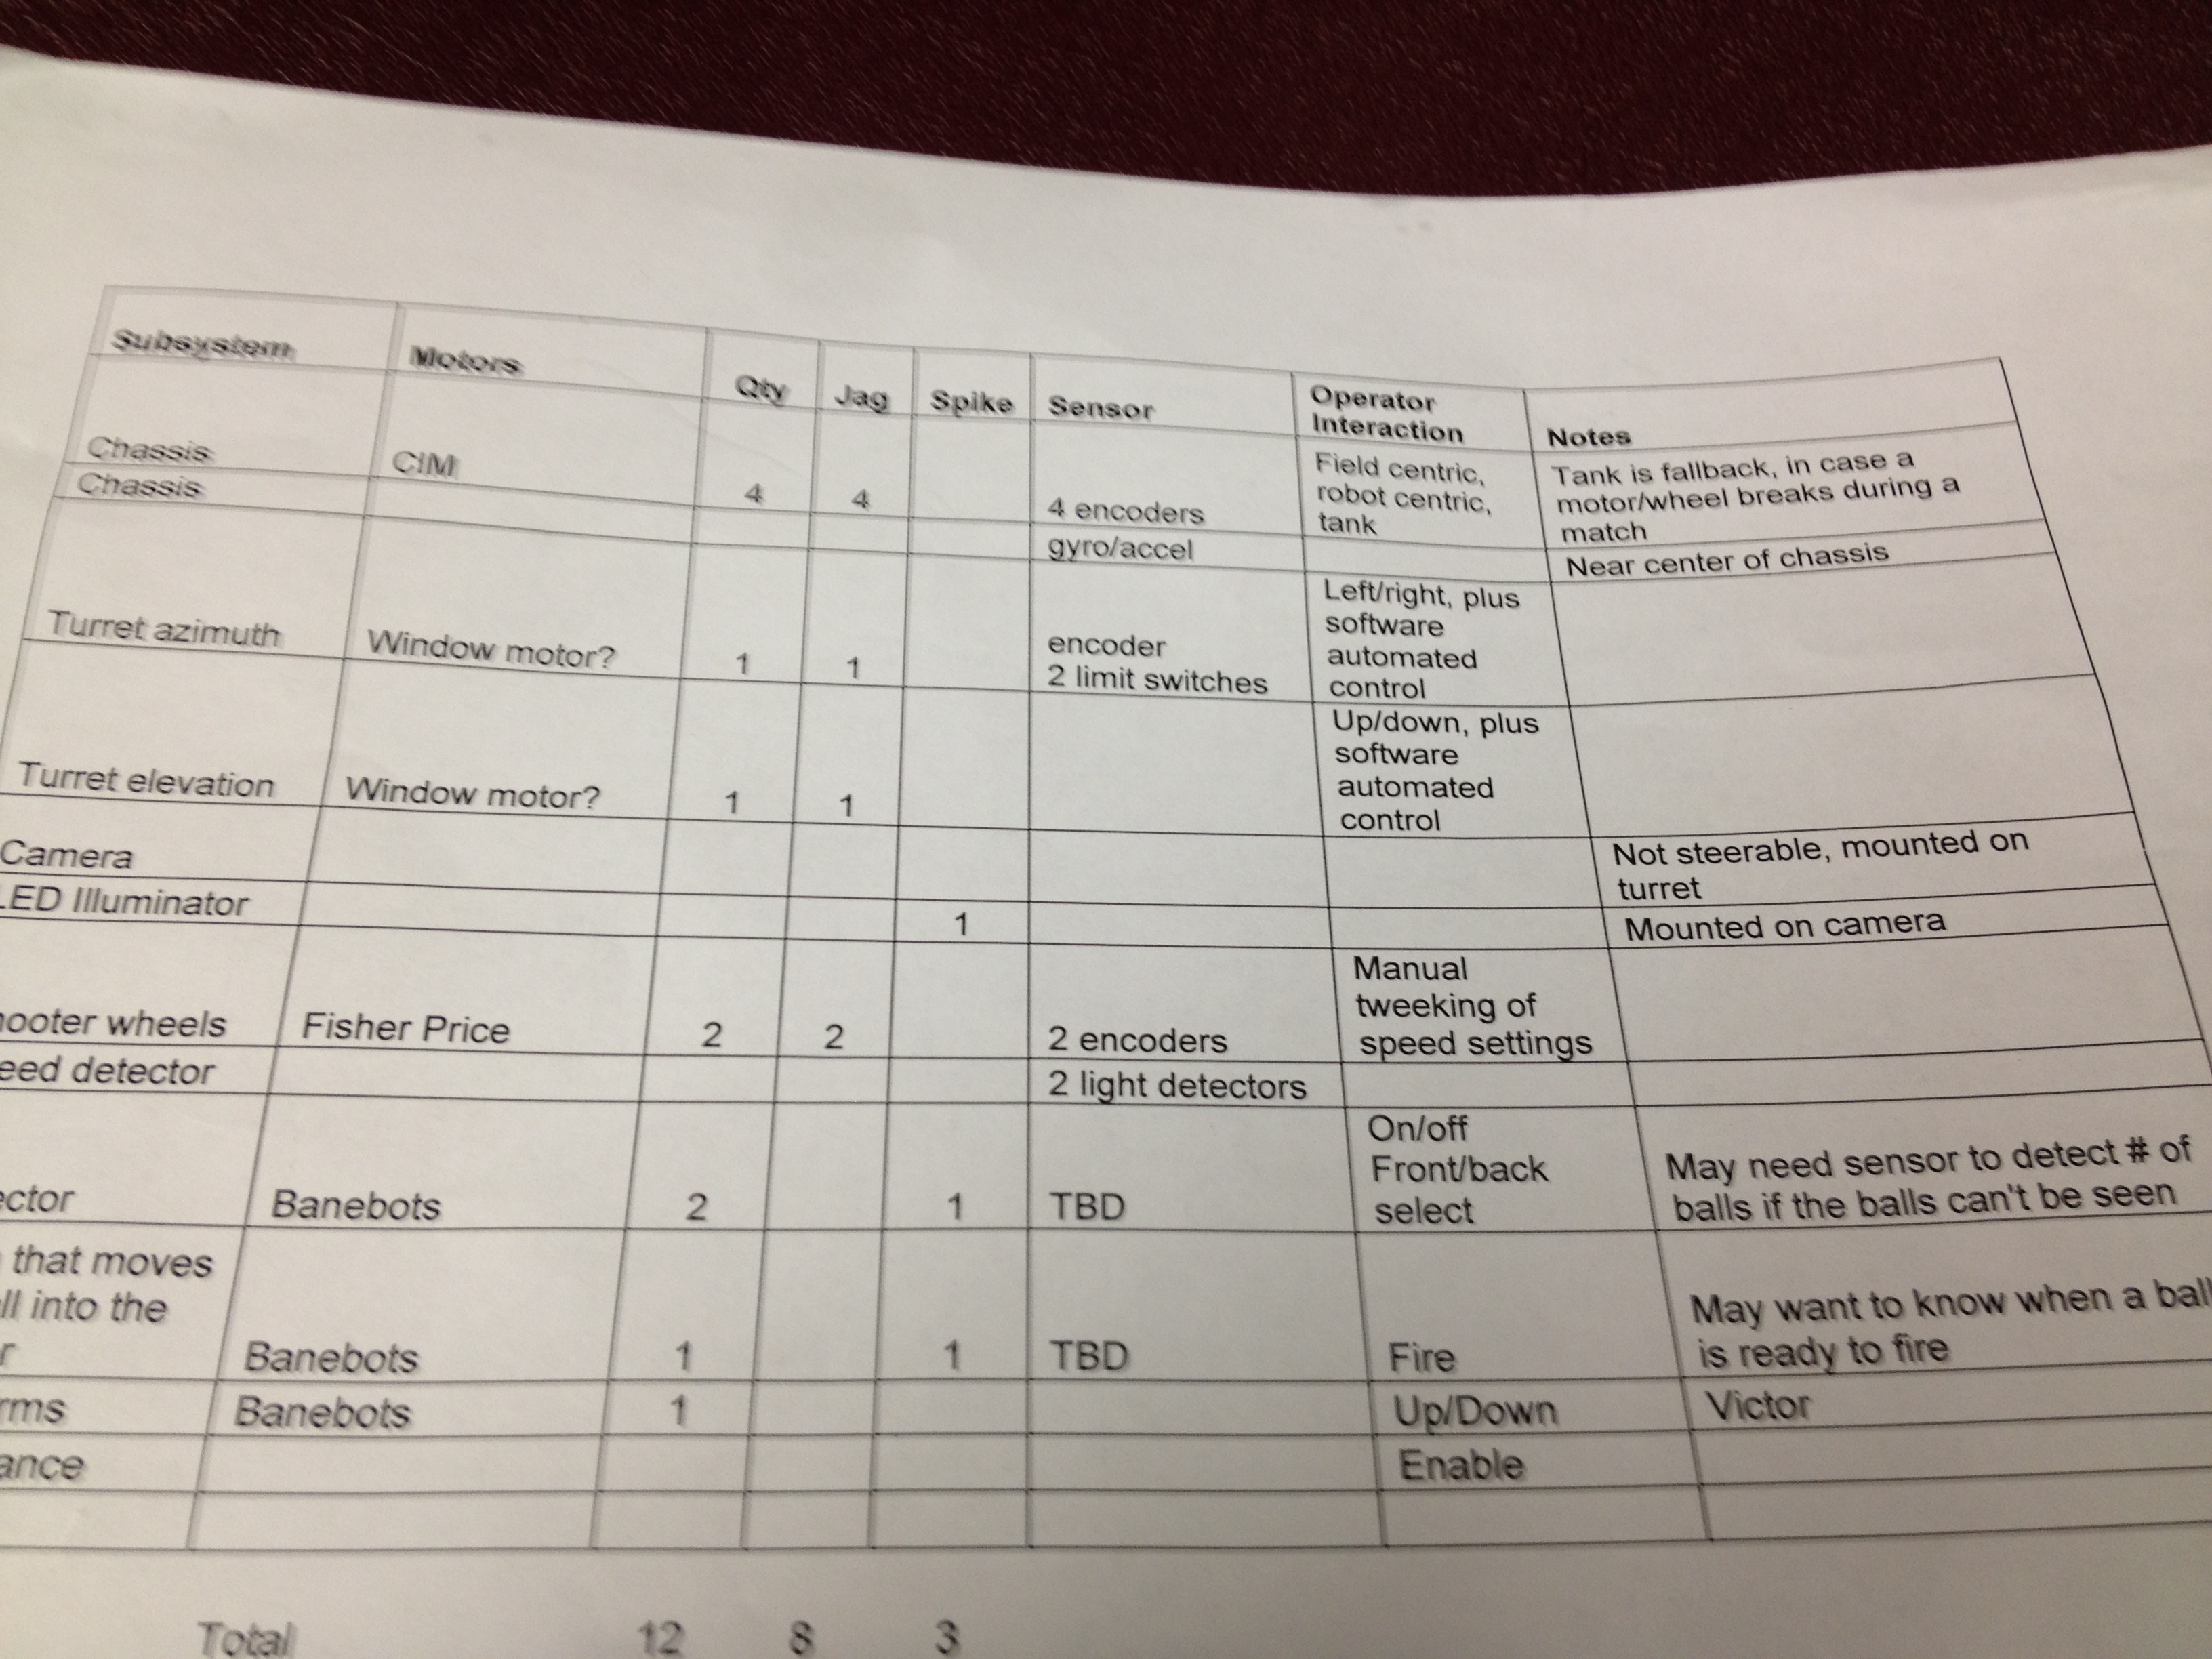 Subsystem Motors Qty Jag Spike Sensor Operator Interaction Notes
Chassis CIM 4 4 4 encoders Field centric, robot centric, tank Tank is fallback, in case a motor/wheel breaks during a match
Chassis gyro/accel Near center of chassis
Turret azimuth Window motor? 1 1 encoder 2 limit switches Left/right, plus software automated control
Turret elevation Window motor? 1 1 Up/down, plus software automated control
Camera Not steerable, mounted on turret
LED Illuminator 1 Mounted on camera
hooter wheels Fisher Price 2 2 2 encoders Manual tweeking of speed settings
eed detector 2 light detectors
ector Banebots 2 1 TBD On/off Front/back select May need sensor to detect # of balls if the balls can't be seen
that moves ll into the r Banebots 1 1 TBD Fire May want to know when a ball is ready to fire
rms Banebots 1 Up/Down Victor
ance Enable
Total 12 8 3